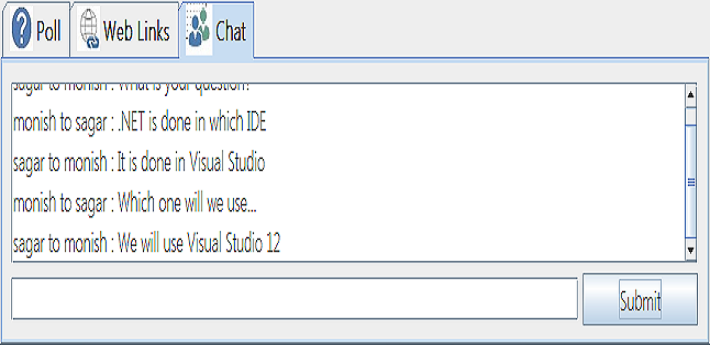 Poll
Web Links
Chat
sagar to monish : What is your question?
monish to sagar : .NET is done in which IDE
sagar to monish : It is done in Visual Studio
monish to sagar : Which one will we use...
sagar to monish : We will use Visual Studio 12
Submit